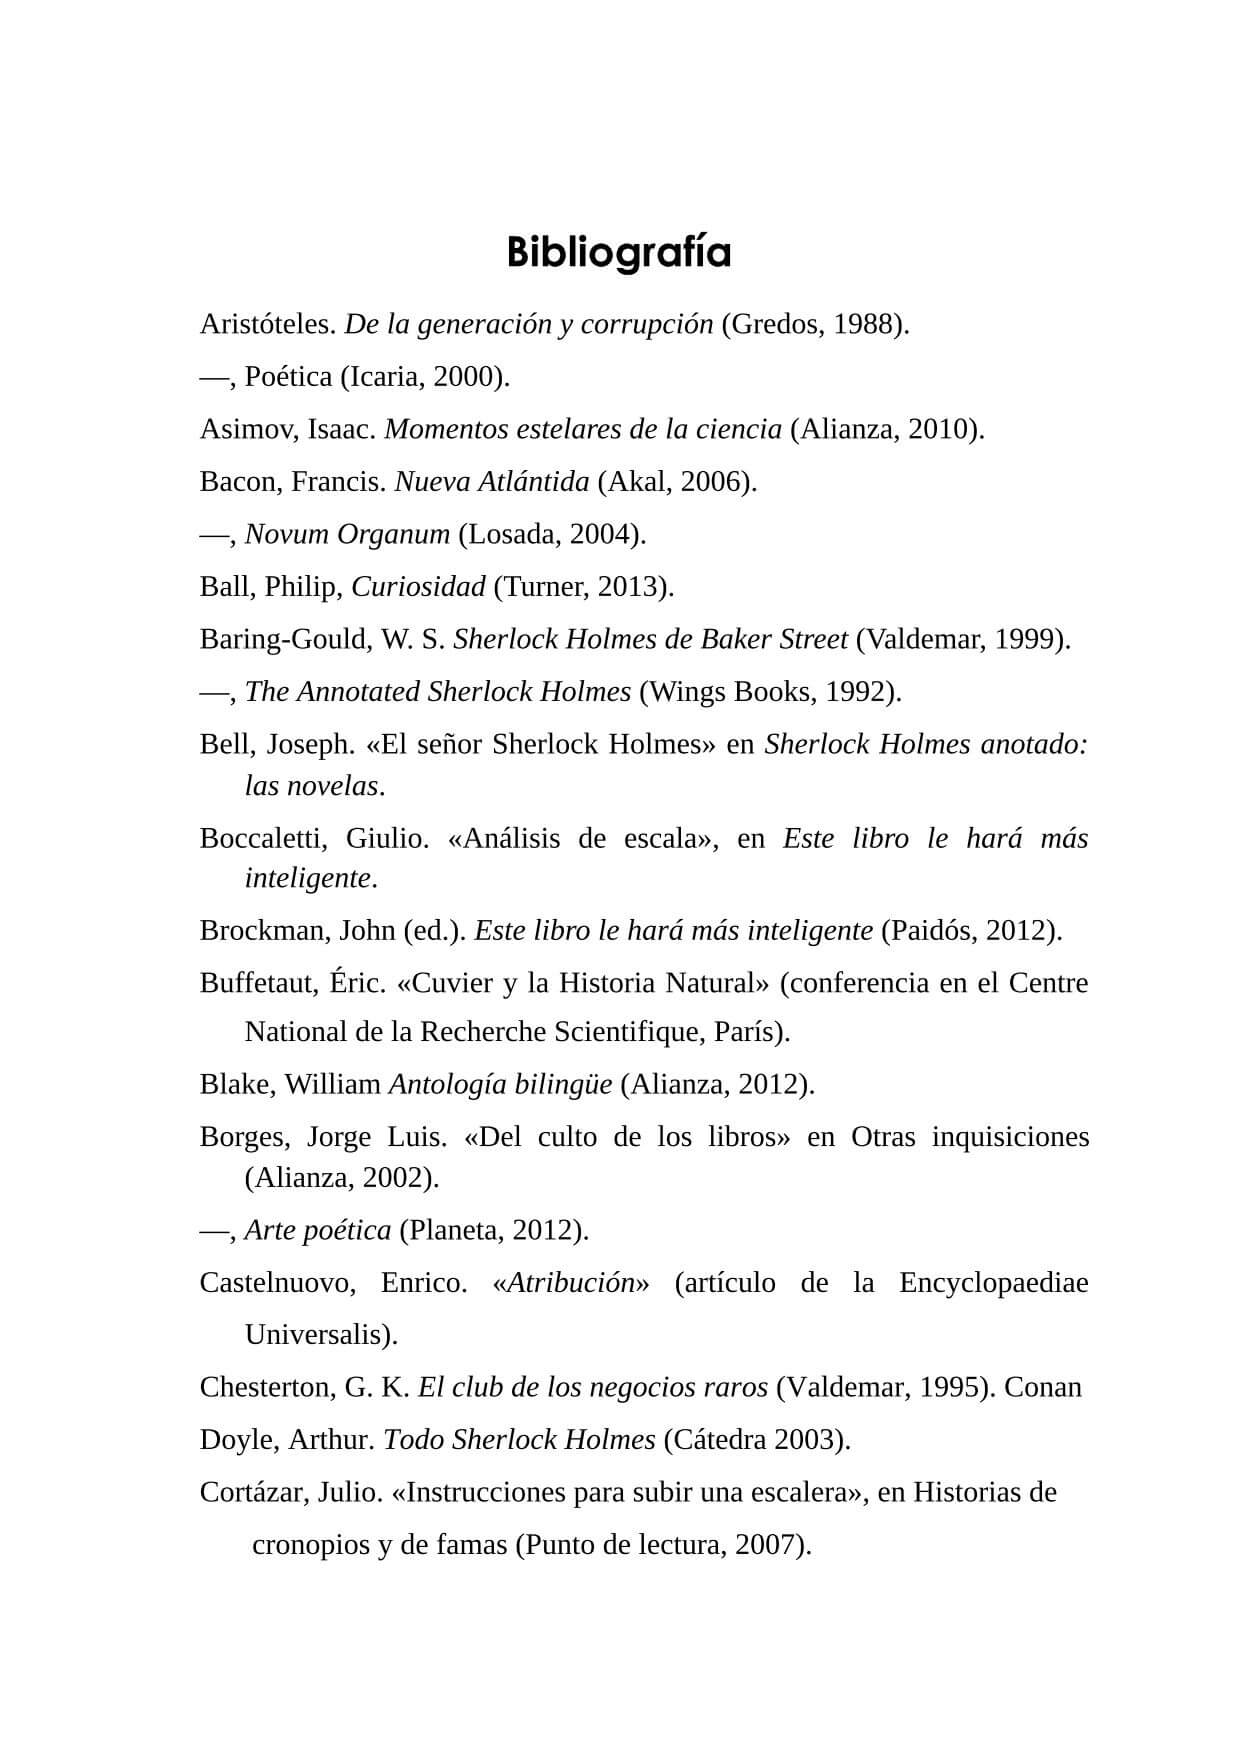 Bibliografía
Aristóteles. De la generación y corrupción (Gredos, 1988).
—, Poética (Icaria, 2000).
Asimov, Isaac. Momentos estelares de la ciencia (Alianza, 2010).
Bacon, Francis. Nueva Atlántida (Akal, 2006).
—, Novum Organum (Losada, 2004).
Ball, Philip, Curiosidad (Turner, 2013).
Baring-Gould, W. S. Sherlock Holmes de Baker Street (Valdemar, 1999).
—, The Annotated Sherlock Holmes (Wings Books, 1992).
Bell, Joseph. «El señor Sherlock Holmes» en Sherlock Holmes anotado:
las novelas.
Boccaletti, Giulio. «Análisis de escala», en Este libro le hará más
inteligente.
Brockman, John (ed.). Este libro le hará más inteligente (Paidós, 2012).
Buffetaut, Éric. «Cuvier y la Historia Natural» (conferencia en el Centre
National de la Recherche Scientifique, París).
Blake, William Antología bilingüe (Alianza, 2012).
Borges, Jorge Luis. «Del culto de los libros» en Otras inquisiciones
(Alianza, 2002).
—, Arte poética (Planeta, 2012).
Castelnuovo, Enrico. «Atribución» (artículo de la Encyclopaediae
Universalis).
Chesterton, G. K. El club de los negocios raros (Valdemar, 1995). Conan
Doyle, Arthur. Todo Sherlock Holmes (Cátedra 2003).
Cortázar, Julio. «Instrucciones para subir una escalera», en Historias de
cronopios y de famas (Punto de lectura, 2007).